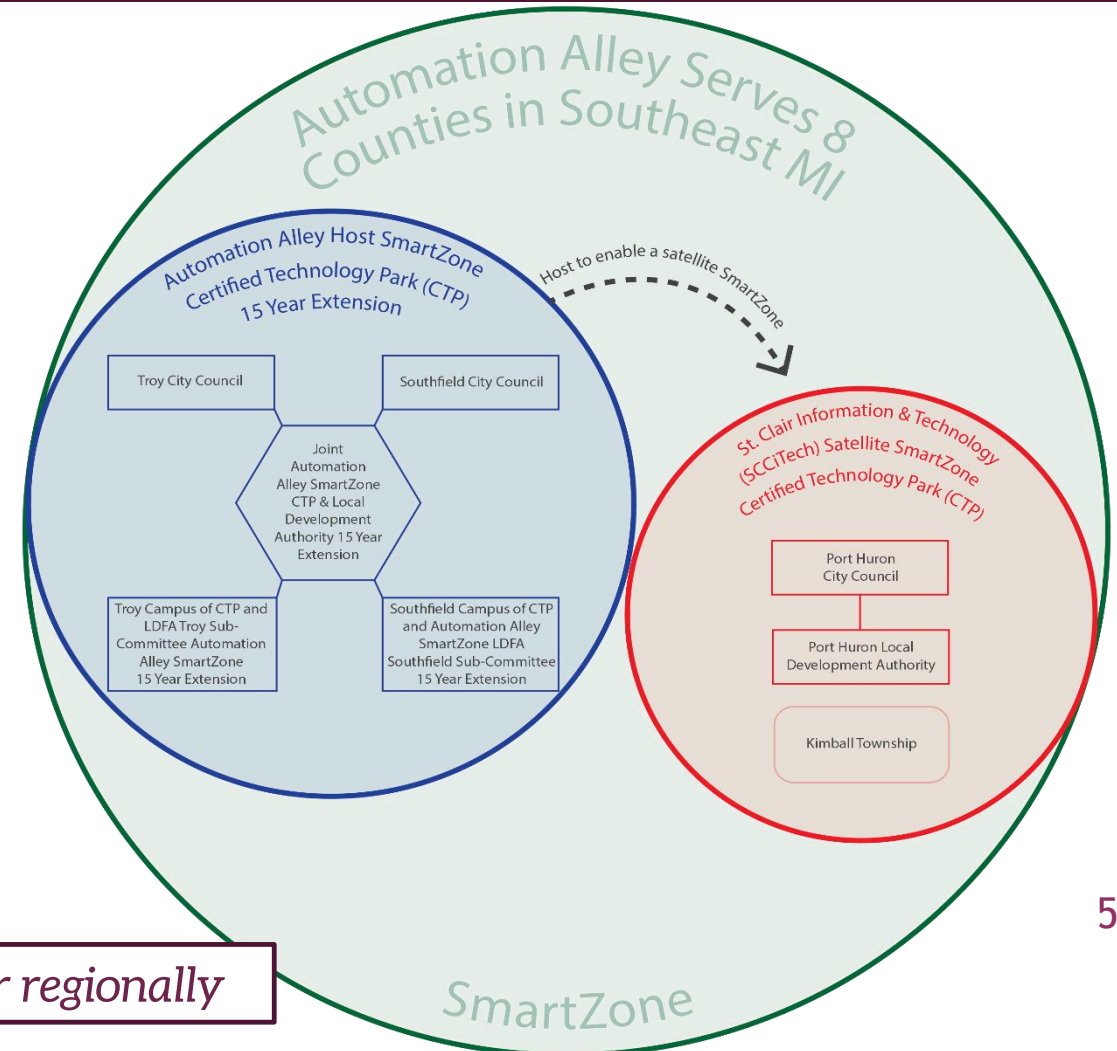 Automation Alley Serves 8
Counties in Southeast MI
Automation Alley Host SmartZone
Certified Technology Park (CTP)
15 Year Extension
Host to enable a satellite SmartZone
Troy City Council
Southfield City Council
Joint
Automation
Alley SmartZone
CTP & Local
Development
Authority 15 Year
Extension
Troy Campus of CTP and
LDFA Troy Sub-
Committee Automation
Alley SmartZone
15 Year Extension
Southfield Campus of CTP
and Automation Alley
SmartZone LDFA
Southfield Sub-Committee
15 Year Extension
St. Clair Information & Technology
(SCCiTech) Satellite SmartZone
Certified Technology Park (CTP)
Port Huron
City Council
Port Huron Local
Development Authority
Kimball Township
5
regionally
SmartZone